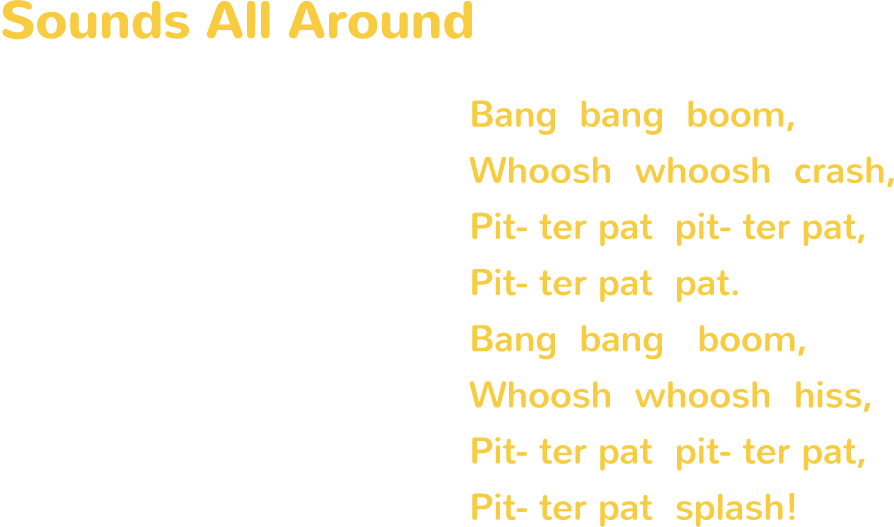 Sounds All Around
Bang bang boom,
Whoosh whoosh crash,
Pit- ter pat pit- ter pat,
Pit- ter pat pat.
Bang bang boom,
Whoosh whoosh hiss,
Pit- ter pat pit- ter pat,
Pit- ter pat splash!